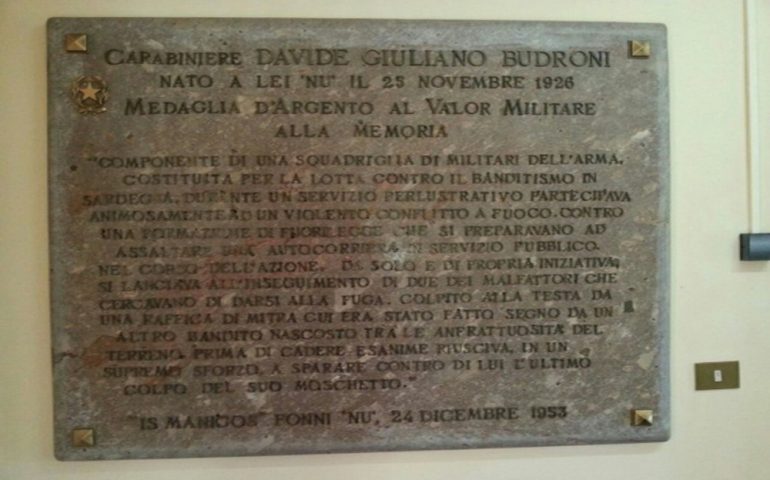 CARABINIERE DAVIDE GIULIANO BUDRONI
NATO A LEI "NU" IL 25 NOVEMBRE 1926
MEDAGLIA D'ARGENTO AL VALOR MILITARE
ALLA MEMORIA
"COMPONENTE DI UNA SQUADRIGLIA DI MILITARI DELL'ARMA,
COSTITUITA PER LA LOTTA CONTRO IL BANDITISMO IN
SARDEGNA, DURANTE UN SERVIZIO PERLUSTRATIVO PARTECIPAVA
ANIMOSAMENTE AD UN VIOLENTO CONFLITTO A FUOCO, CONTRO
UNA FORMAZIONE DI FUORILEGGE CHE SI PREPARAVANO AD
ASSALTARE UNA AUTOCORRIERA IN SERVIZIO PUBBLICO.
NEL CORSO DELL'AZIONE, DA SOLO E DI PROPRIA INIZIATIVA,
SI LANCIAVA ALL'INSEGUIMENTO DI DUE DEI MALFATTORI CHE
CERCAVANO DI DARSI ALLA FUGA. COLPITO ALLA TESTA DA
UNA RAFFICA DI MITRA CUI ERA STATO FATTO SEGNO DA UN
ALTRO BANDITO NASCOSTO TRA LE ANFRATTUOSITÀ DEL
TERRENO, PRIMA DI CADERE ESANIME RIUSCIVA, IN UN
SUPREMO SFORZO, A SPARARE CONTRO DI LUI L'ULTIMO
COLPO DEL SUO MOSCHETTO."
FONNI "NU", 24 DICEMBRE 1953